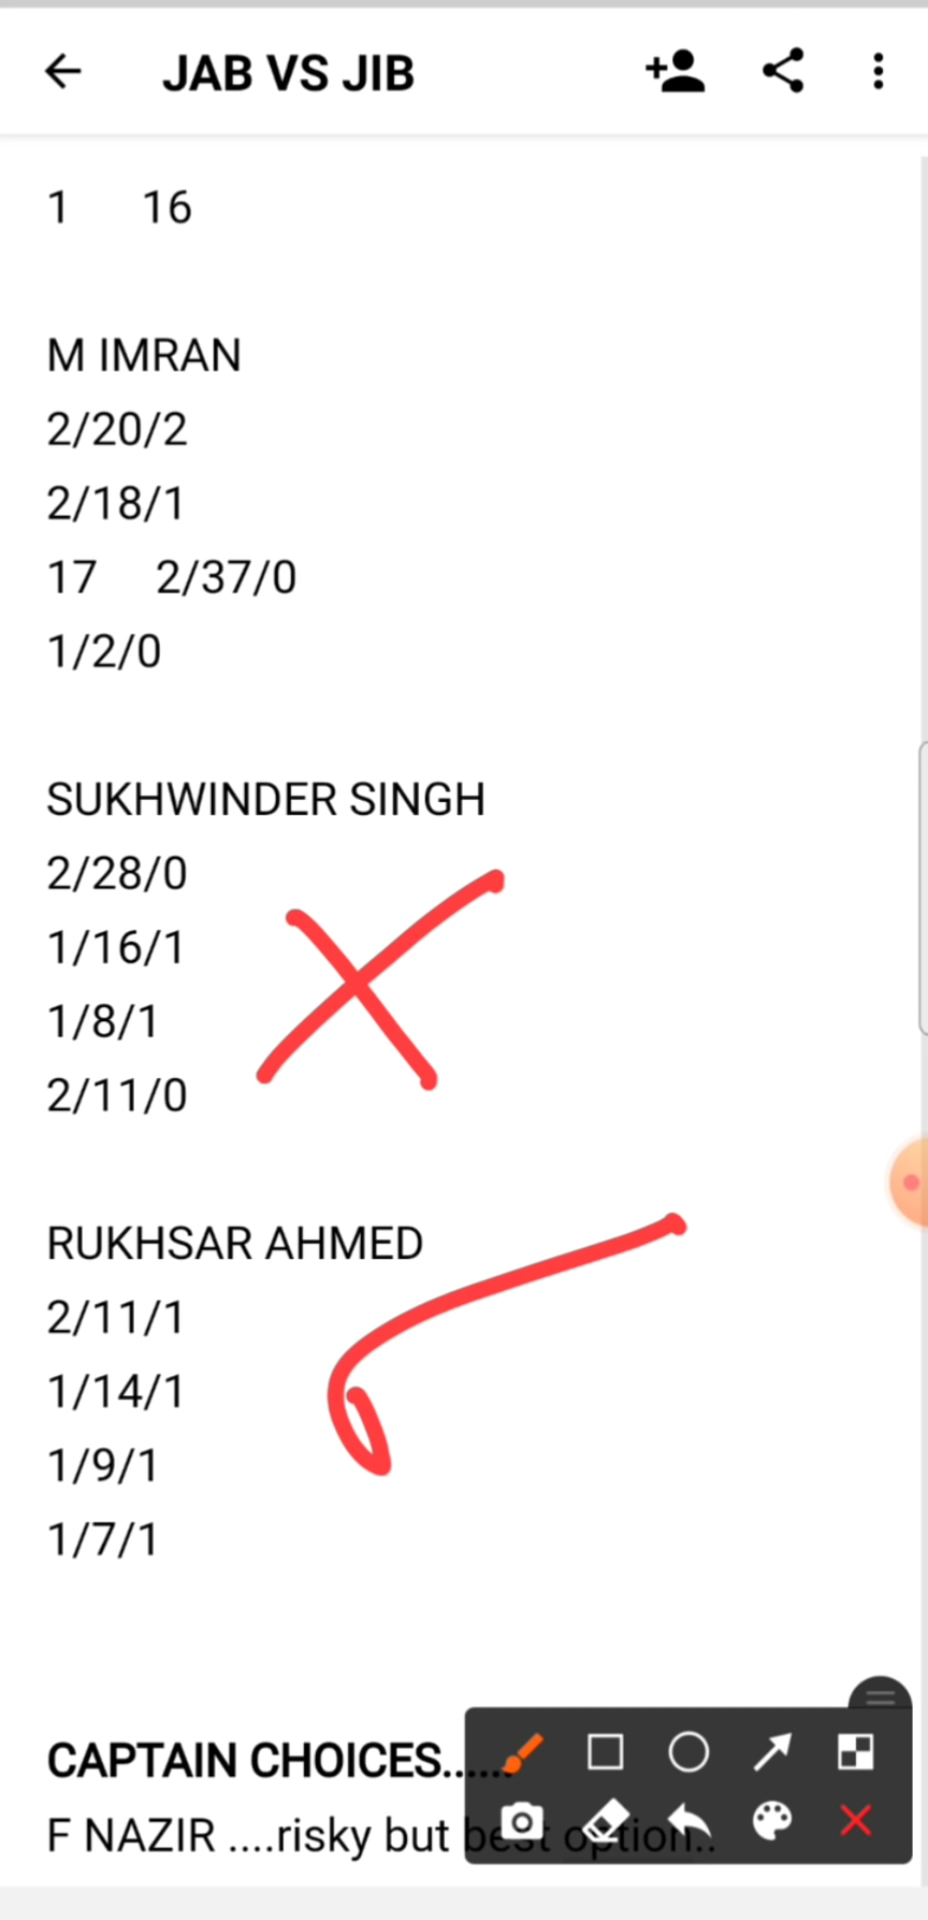 JAB VS JIB
1 16
M IMRAN
2/20/2
2/18/1
17 2/37/0
1/2/0
SUKHWINDER SINGH
2/28/0
1/16/1
1/8/1
2/11/0
RUKHSAR AHMED
2/11/1
1/14/1
1/9/1
1/7/1
CAPTAIN CHOICES......
F NAZIR ....risky but best option..